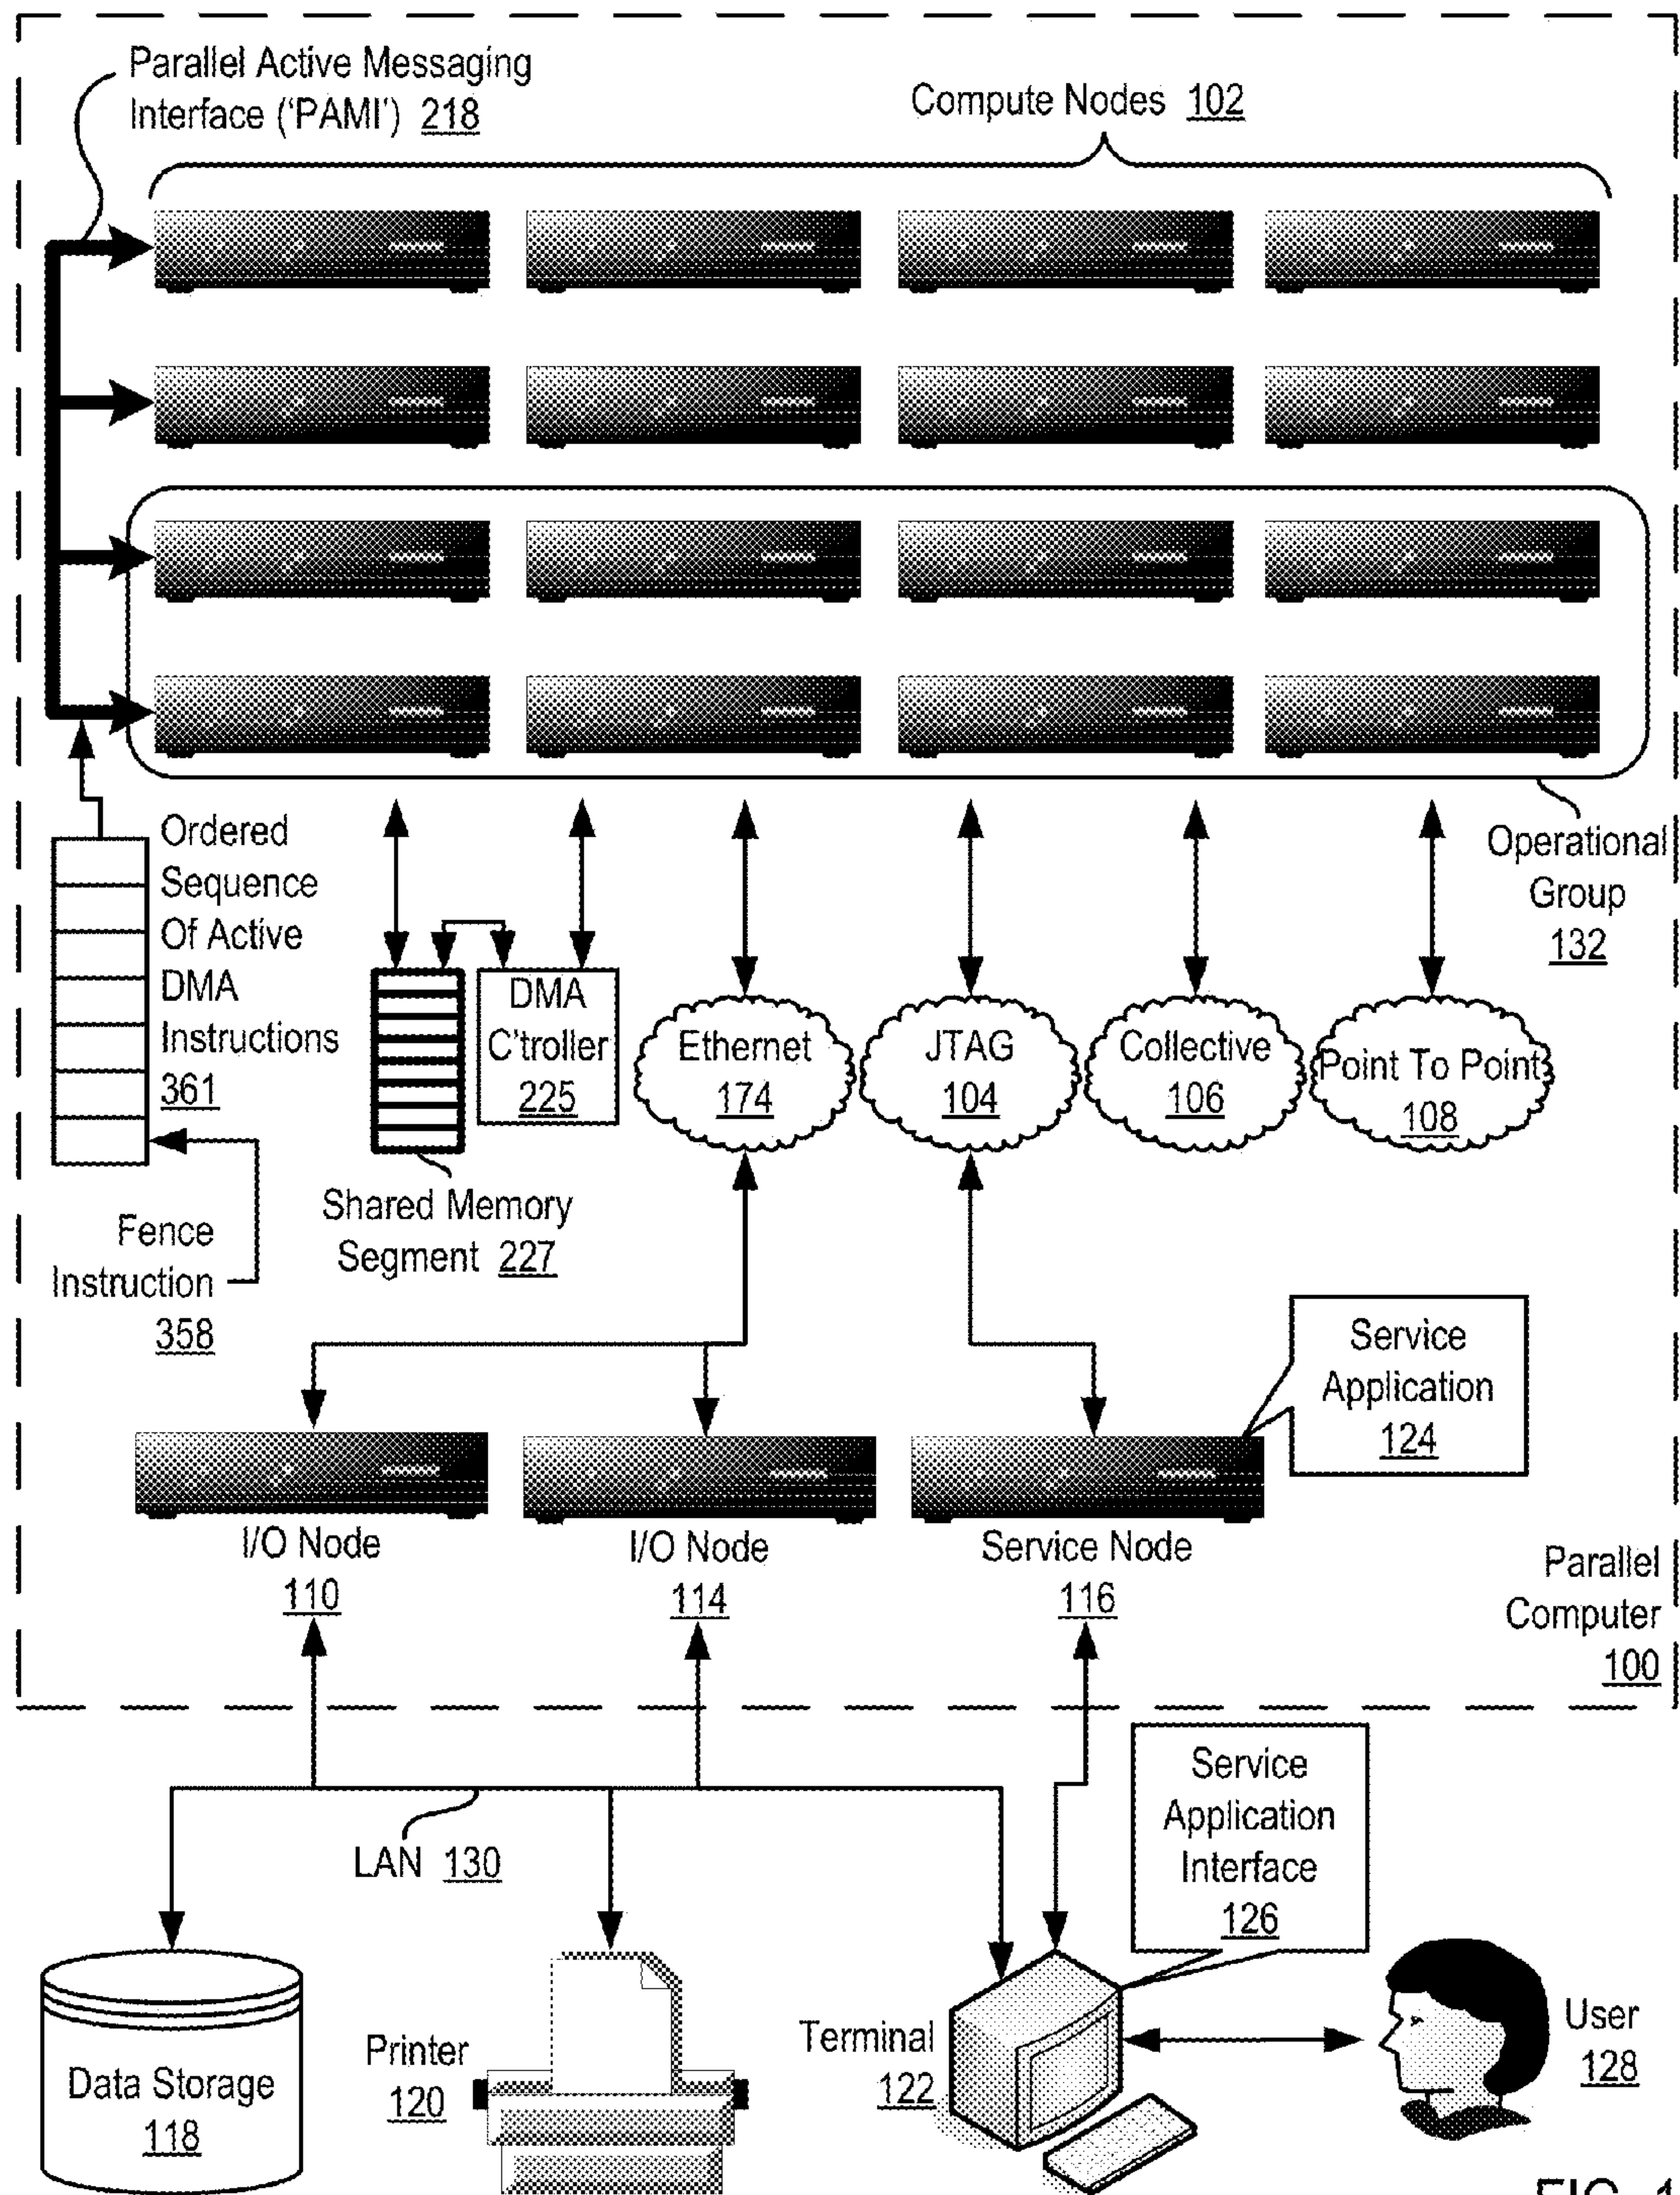 Parallel Active Messaging
Interface ('PAMI') 218
Compute Nodes 102
Ordered
Sequence
Of Active
DMA
Instructions
361
Operational
Group
132
DMA
C'troller
225
Ethernet
174
JTAG
104
Collective
106
Point To Point
108
Shared Memory
Segment 227
Fence
Instruction
358
Service
Application
124
I/O Node
110
I/O Node
114
Service Node
116
Parallel
Computer
100
LAN 130
Service
Application
Interface
126
Data Storage
118
Printer
120
Terminal
122
User
128
FIG. 1